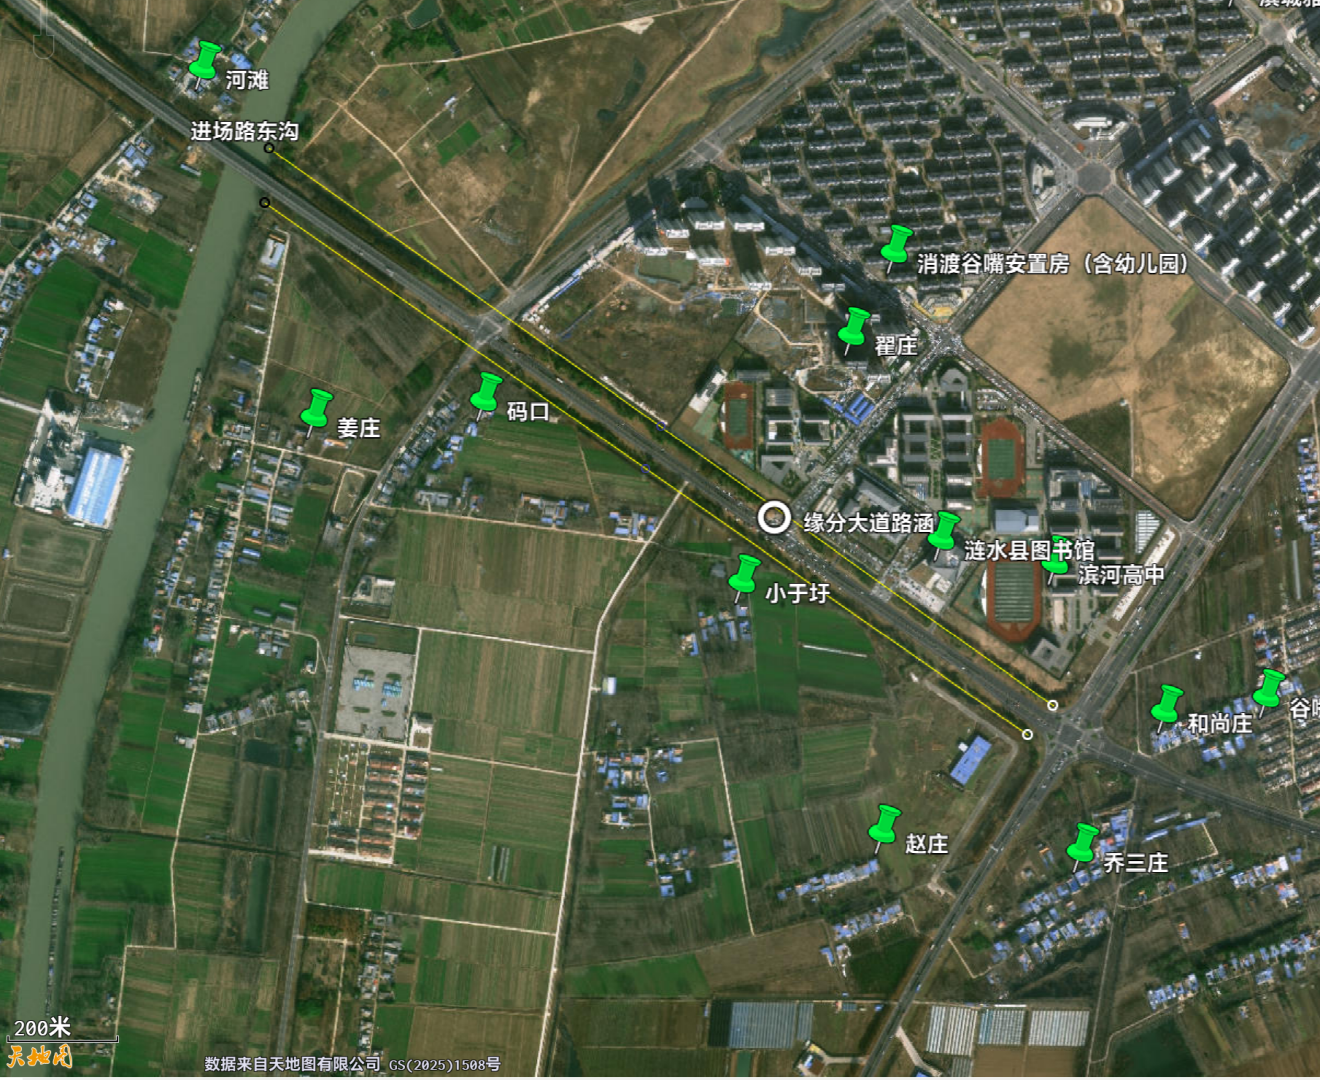 河滩
进场路东沟
消渡谷嘴安置房（含幼儿园）
翟庄
码口
姜庄
缘分大道路涵
涟水县图书馆
滨河高中
小于圩
和尚庄
赵庄
乔三庄
200米
天地图
数据来自天地图有限公司 GS(2025)1508号